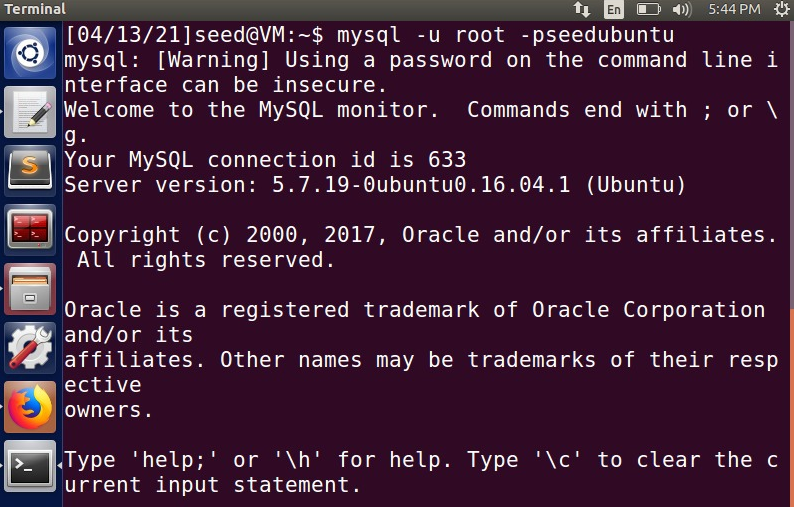 Terminal
En
5:44 PM
[04/13/21]seed@VM:~$ mysql -u root -pseedubuntu
mysql: [Warning] Using a password on the command line i
nterface can be insecure.
Welcome to the MySQL monitor.  Commands end with ; or \
g.
Your MySQL connection id is 633
Server version: 5.7.19-0ubuntu0.16.04.1 (Ubuntu)
Copyright (c) 2000, 2017, Oracle and/or its affiliates.
 All rights reserved.
Oracle is a registered trademark of Oracle Corporation
and/or its
affiliates. Other names may be trademarks of their resp
ective
owners.
Type 'help;' or '\h' for help. Type '\c' to clear the c
urrent input statement.